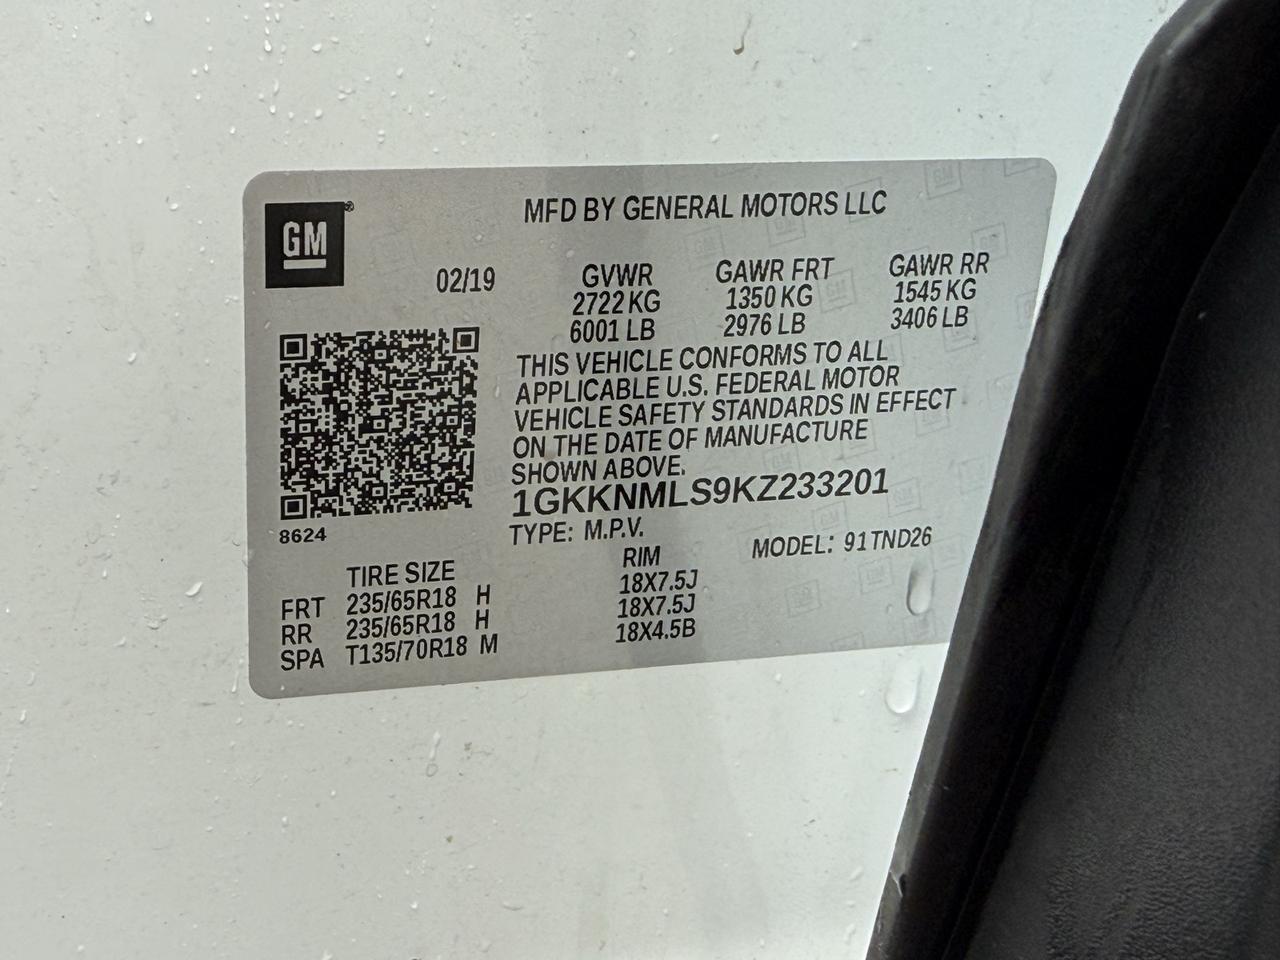 GM
MFD BY GENERAL MOTORS LLC
02/19
GVWR GAWR FRT GAWR RR
2722 KG 1350 KG 1545 KG
6001 LB 2976 LB 3406 LB
THIS VEHICLE CONFORMS TO ALL
APPLICABLE U.S. FEDERAL MOTOR
VEHICLE SAFETY STANDARDS IN EFFECT
ON THE DATE OF MANUFACTURE
SHOWN ABOVE.
1GKKNMLS9KZ233201
8624
TYPE: M.P.V. MODEL: 91TND26
TIRE SIZE RIM
FRT 235/65R18 H 18X7.5J
RR 235/65R18 H 18X7.5J
SPA T135/70R18 M 18X4.5B